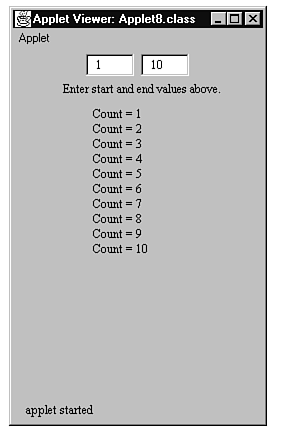 Applet Viewer: Applet8.class
Applet
1 10
Enter start and end values above.
Count = 1
Count = 2
Count = 3
Count = 4
Count = 5
Count = 6
Count = 7
Count = 8
Count = 9
Count = 10
applet started